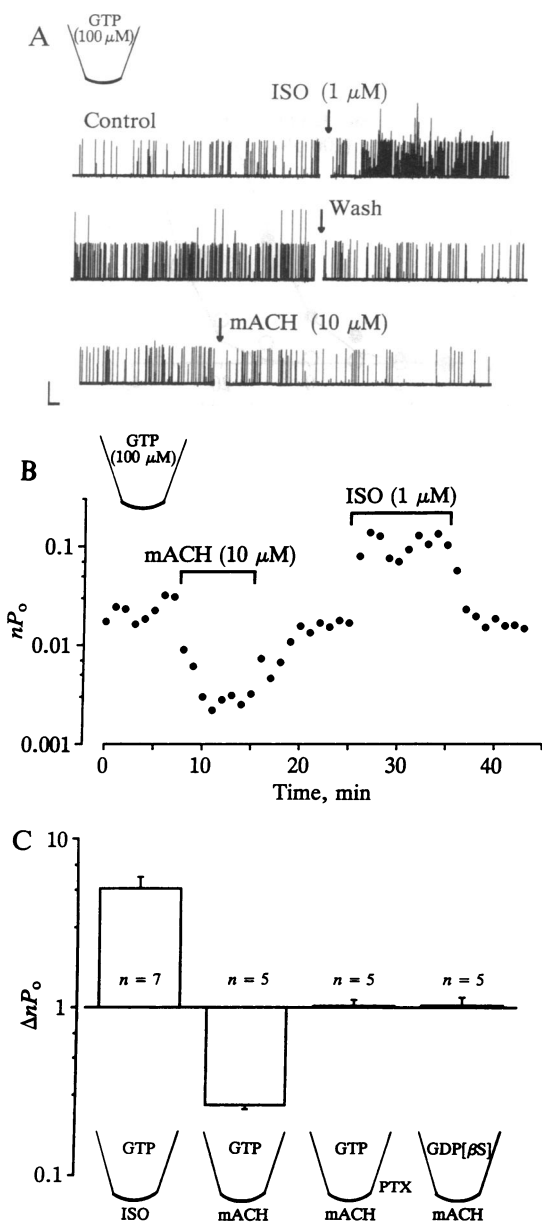 A
GTP
(100 μM)
ISO (1 μM)
Control
Wash
mACH (10 μM)
B
GTP
(100 μM)
ISO (1 μM)
mACH (10 μM)
0.1
0.01
0.001
nPₒ
0 10 20 30 40
Time, min
C
10
1
0.1
ΔnPₒ
n = 7 n = 5 n = 5 n = 5
GTP GTP GTP GDP[βS]
PTX
ISO mACH mACH mACH